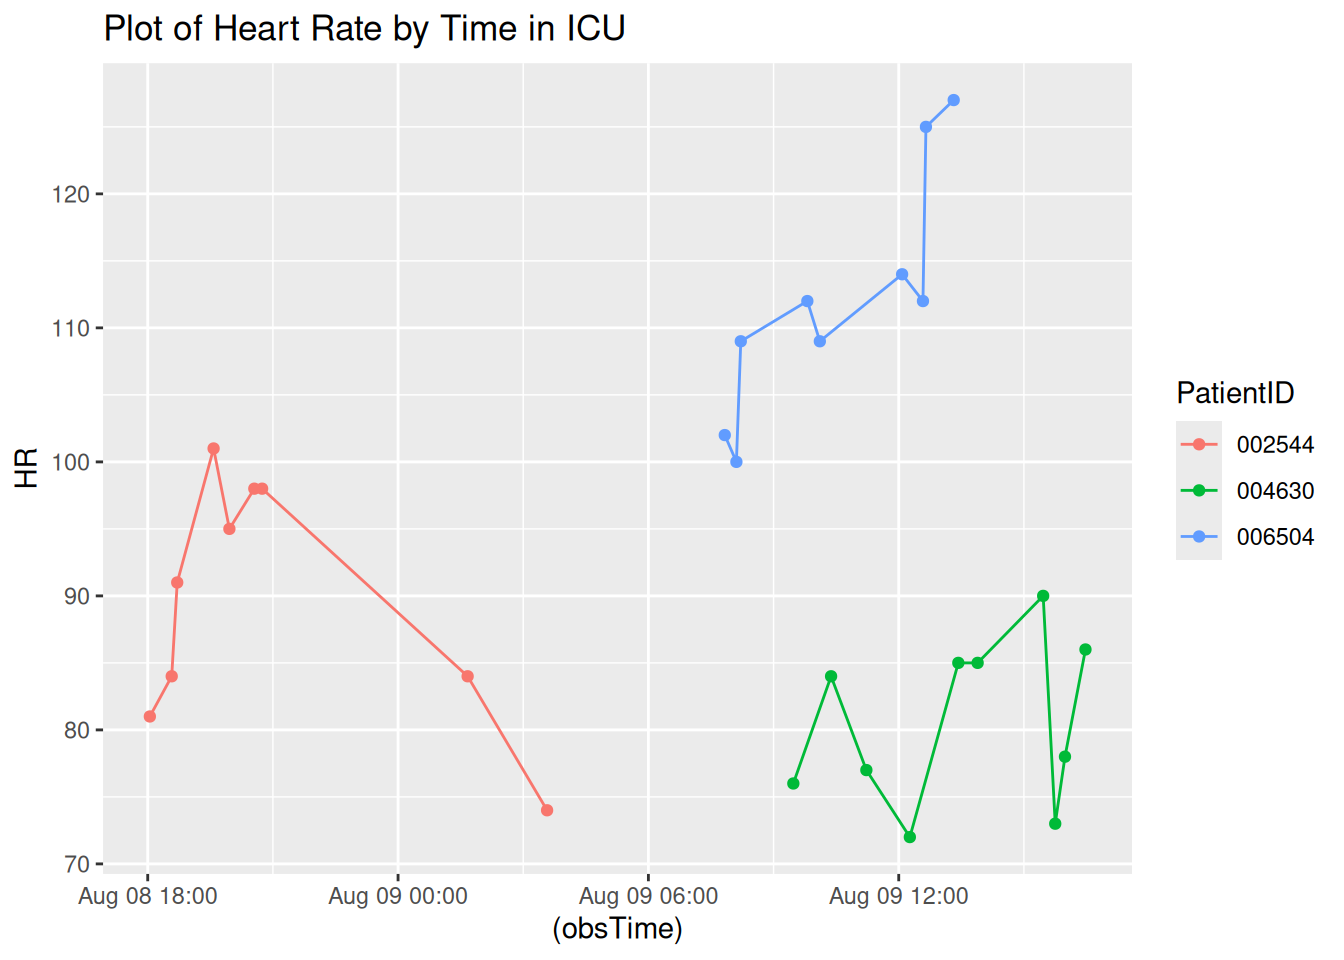 Plot of Heart Rate by Time in ICU
120
110
100
90
80
70
HR
Aug 08 18:00
Aug 09 00:00
Aug 09 06:00
Aug 09 12:00
(obsTime)
PatientID
002544
004630
006504